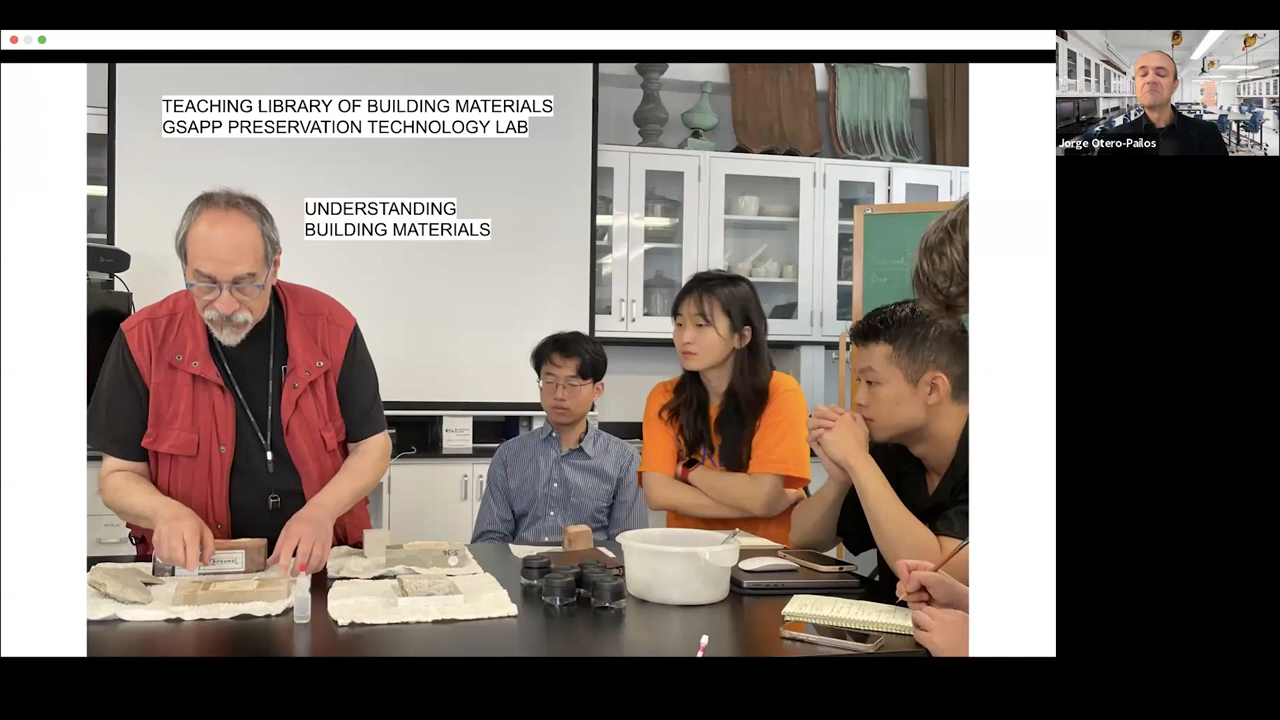 TEACHING LIBRARY OF BUILDING MATERIALS
GSAPP PRESERVATION TECHNOLOGY LAB
UNDERSTANDING
BUILDING MATERIALS
Jorge Otero-Pailos